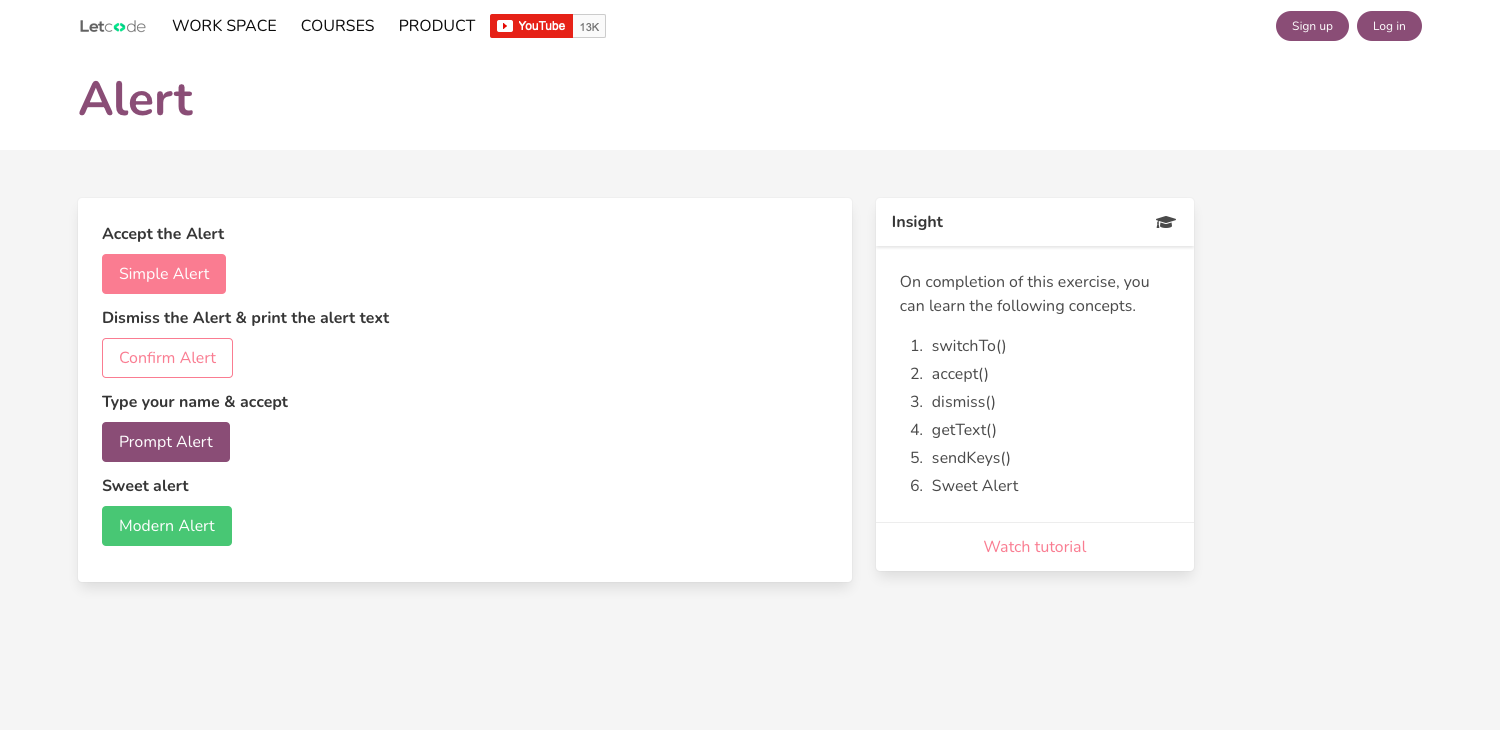 Letcode WORK SPACE COURSES PRODUCT YouTube 13K Sign up Log in
Alert
Accept the Alert
Simple Alert
Dismiss the Alert & print the alert text
Confirm Alert
Type your name & accept
Prompt Alert
Sweet alert
Modern Alert
Insight
On completion of this exercise, you
can learn the following concepts.
1. switchTo()
2. accept()
3. dismiss()
4. getText()
5. sendKeys()
6. Sweet Alert
Watch tutorial